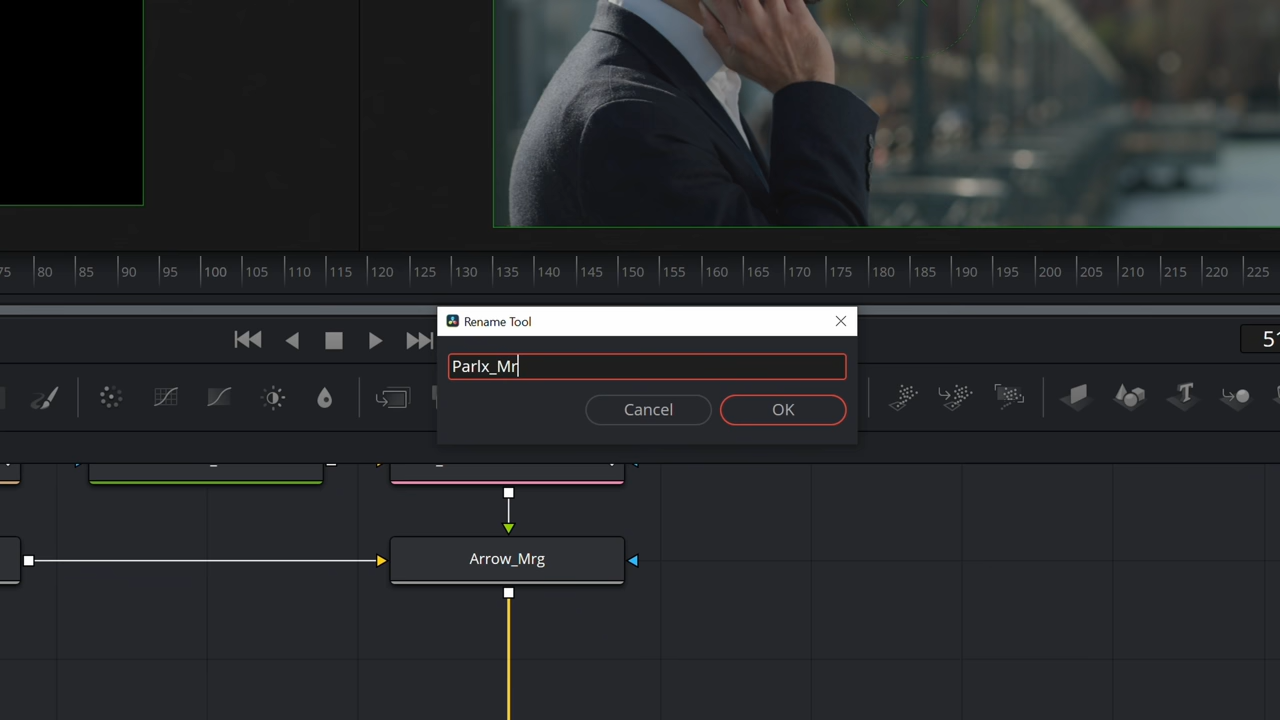 75 80 85 90 95 100 105 110 115 120 125 130 135 140 145 150 155 160 165 170 175 180 185 190 195 200 205 210 215 220 225
Rename Tool
51
Parlx_Mr
Cancel OK
Arrow_Mrg